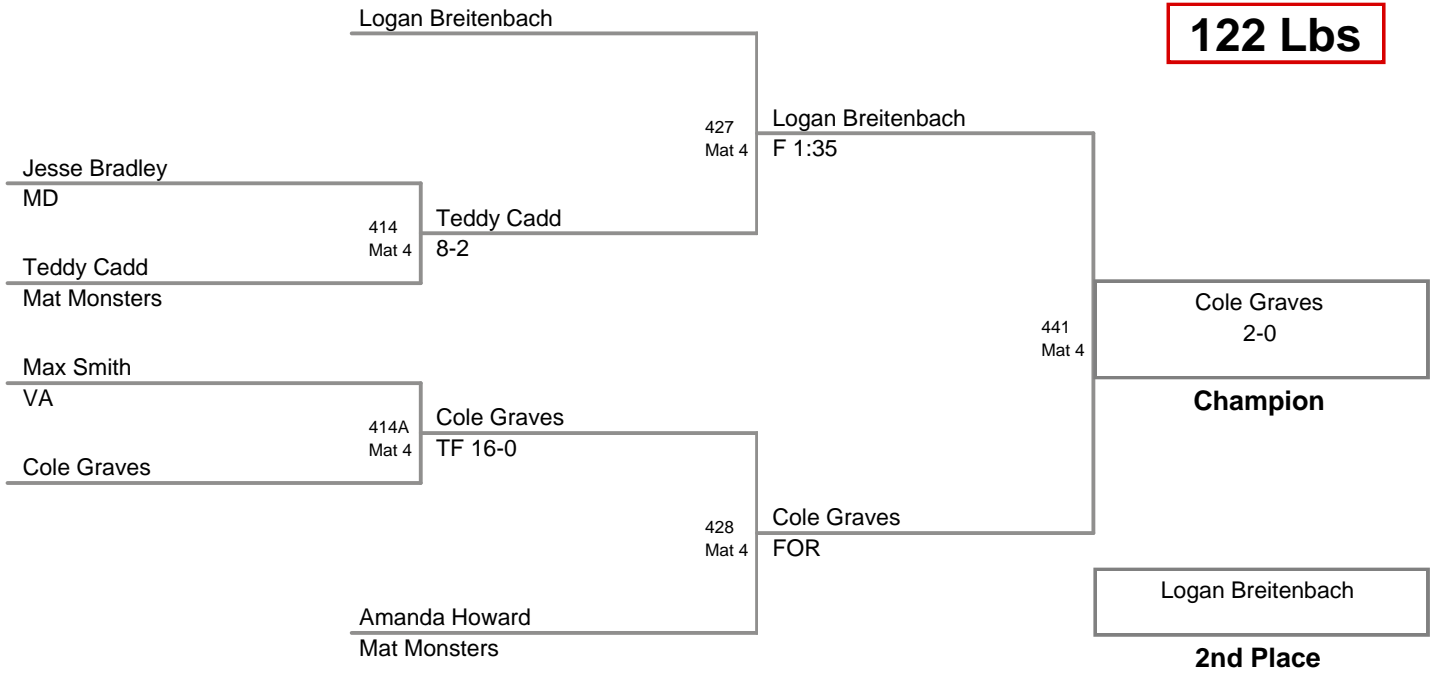 Logan Breitenbach
122 Lbs
427
Mat 4
Logan Breitenbach
F 1:35
Jesse Bradley
MD
414
Mat 4
Teddy Cadd
8-2
Teddy Cadd
Mat Monsters
441
Mat 4
Cole Graves
2-0
Champion
Max Smith
VA
414A
Mat 4
Cole Graves
TF 16-0
Cole Graves
428
Mat 4
Cole Graves
FOR
Amanda Howard
Mat Monsters
Logan Breitenbach
2nd Place